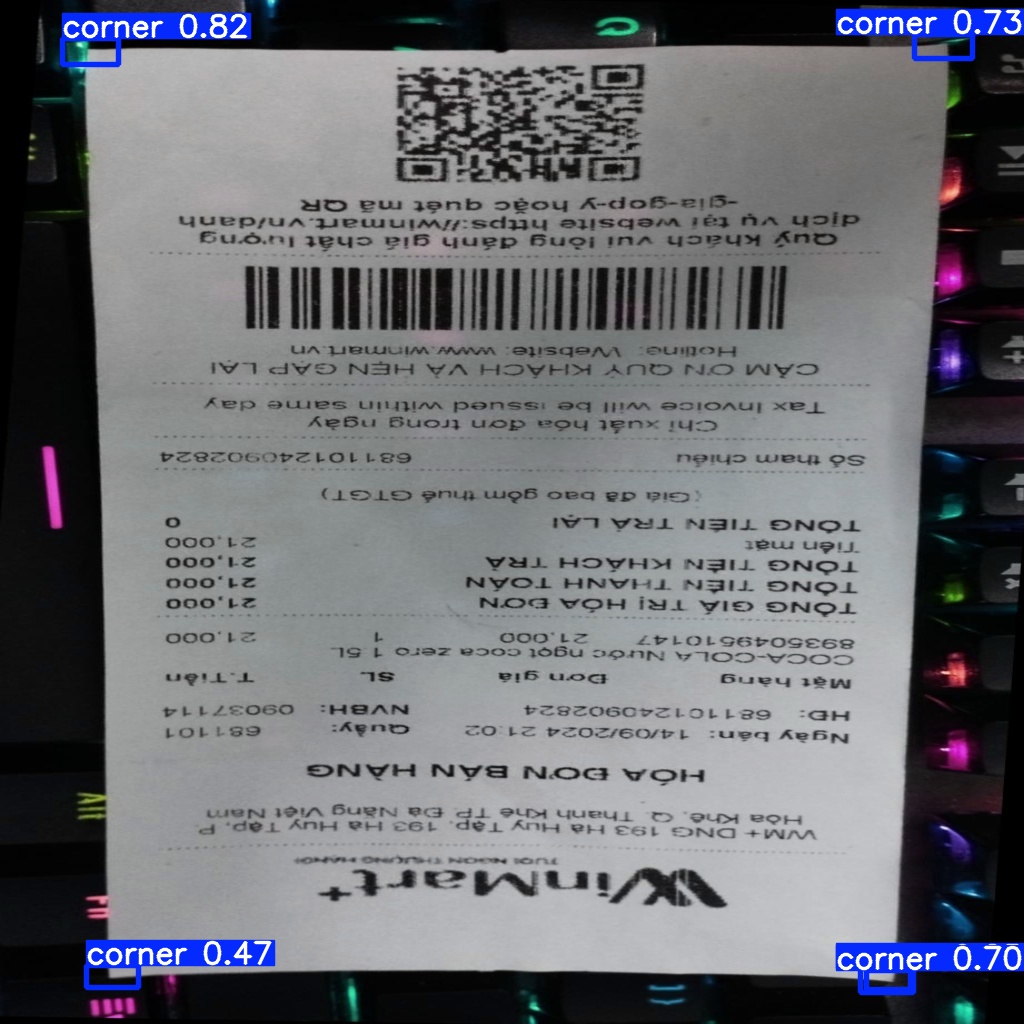 corner 0.82
corner 0.73
WinMart+
TƯƠI NGON THƯỢNG HẠNG
WM+ DNG 193 Hà Huy Tập, 193 Hà Huy Tập, P.
Hòa Khê, Q. Thanh Khê TP. Đà Nẵng Việt Nam
HÓA ĐƠN BÁN HÀNG
Ngày bán: 14/09/2024 21:02 Quầy: 681101
HĐ: 681101240902824 NVBH: 09037114
Mặt hàng Đơn giá SL T.Tiền
COCA-COLA Nước ngọt coca zero 1.5L
8935049510147 21,000 1 21,000
TỔNG GIÁ TRỊ HÓA ĐƠN 21,000
TỔNG TIỀN THANH TOÁN 21,000
TỔNG TIỀN KHÁCH TRẢ 21,000
Tiền mặt 21,000
TỔNG TIỀN TRẢ LẠI 0
(Giá đã bao gồm thuế GTGT)
Số tham chiếu 681101240902824
Chỉ xuất hóa đơn trong ngày
Tax Invoice will be issued within same day
CẢM ƠN QUÝ KHÁCH VÀ HẸN GẶP LẠI
Hotline: Website: www.winmart.vn
Quý khách vui lòng đánh giá chất lượng
dịch vụ tại website https://winmart.vn/danh
-gia-gop-y hoặc quét mã QR
Alt
Fn
corner 0.47
corner 0.70